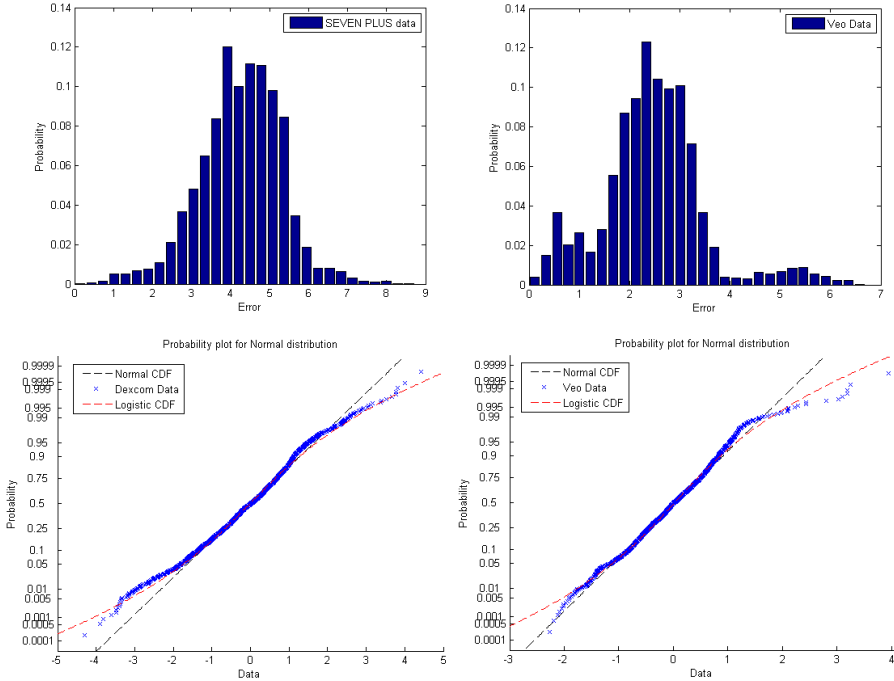 SEVEN PLUS data
0.14
0.12
0.1
0.08
0.06
0.04
0.02
0
Probability
0 1 2 3 4 5 6 7 8 9
Error
Veo Data
0.14
0.12
0.1
0.08
0.06
0.04
0.02
0
Probability
0 1 2 3 4 5 6 7
Error
Probability plot for Normal distribution
Normal CDF
Dexcom Data
Logistic CDF
0.9999
0.9995
0.999
0.995
0.99
0.95
0.9
0.75
0.5
0.25
0.1
0.05
0.01
0.005
0.001
0.0005
0.0001
Probability
-5 -4 -3 -2 -1 0 1 2 3 4 5
Data
Probability plot for Normal distribution
Normal CDF
Veo Data
Logistic CDF
0.9999
0.9995
0.999
0.995
0.99
0.95
0.9
0.75
0.5
0.25
0.1
0.05
0.01
0.005
0.001
0.0005
0.0001
Probability
-3 -2 -1 0 1 2 3 4
Data